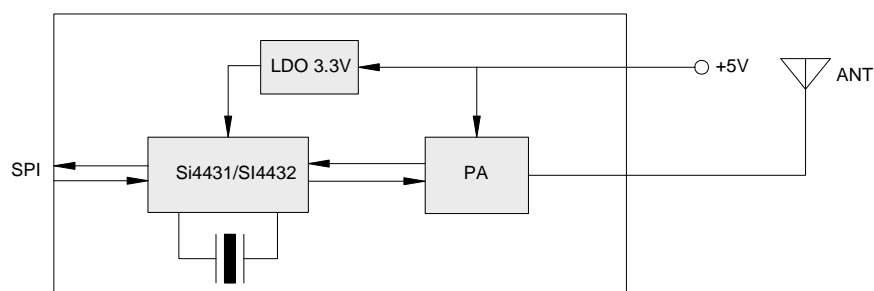 LDO 3.3V
+5V
ANT
SPI
Si4431/SI4432
PA